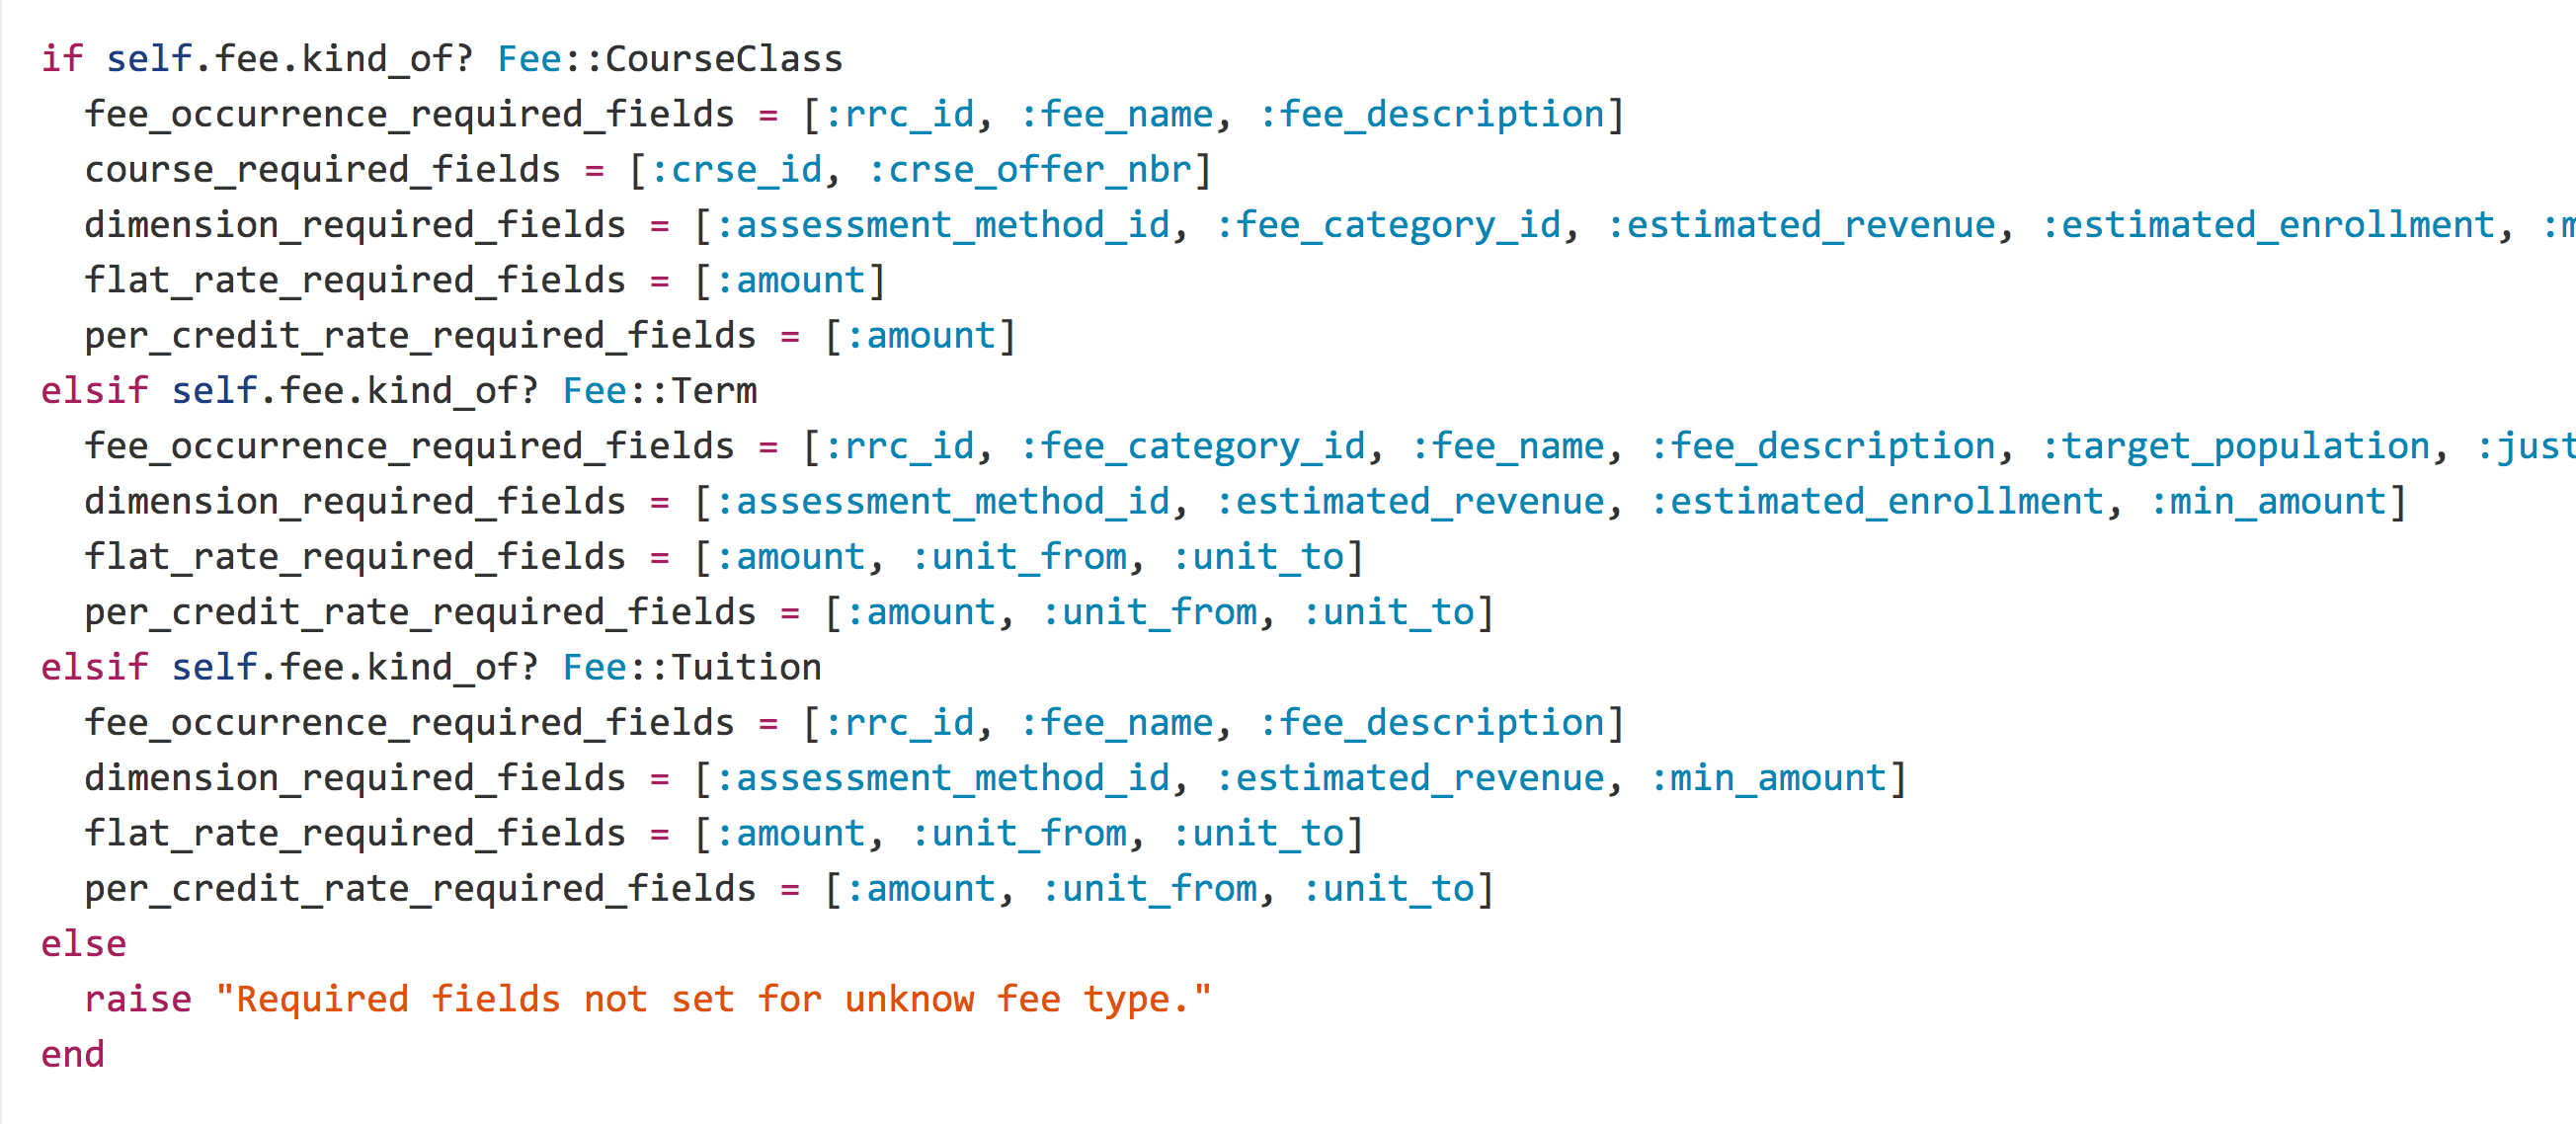 if self.fee.kind_of? Fee::CourseClass
  fee_occurrence_required_fields = [:rrc_id, :fee_name, :fee_description]
  course_required_fields = [:crse_id, :crse_offer_nbr]
  dimension_required_fields = [:assessment_method_id, :fee_category_id, :estimated_revenue, :estimated_enrollment,
  flat_rate_required_fields = [:amount]
  per_credit_rate_required_fields = [:amount]
elsif self.fee.kind_of? Fee::Term
  fee_occurrence_required_fields = [:rrc_id, :fee_category_id, :fee_name, :fee_description, :target_population,
  dimension_required_fields = [:assessment_method_id, :estimated_revenue, :estimated_enrollment, :min_amount]
  flat_rate_required_fields = [:amount, :unit_from, :unit_to]
  per_credit_rate_required_fields = [:amount, :unit_from, :unit_to]
elsif self.fee.kind_of? Fee::Tuition
  fee_occurrence_required_fields = [:rrc_id, :fee_name, :fee_description]
  dimension_required_fields = [:assessment_method_id, :estimated_revenue, :min_amount]
  flat_rate_required_fields = [:amount, :unit_from, :unit_to]
  per_credit_rate_required_fields = [:amount, :unit_from, :unit_to]
else
  raise "Required fields not set for unknow fee type."
end